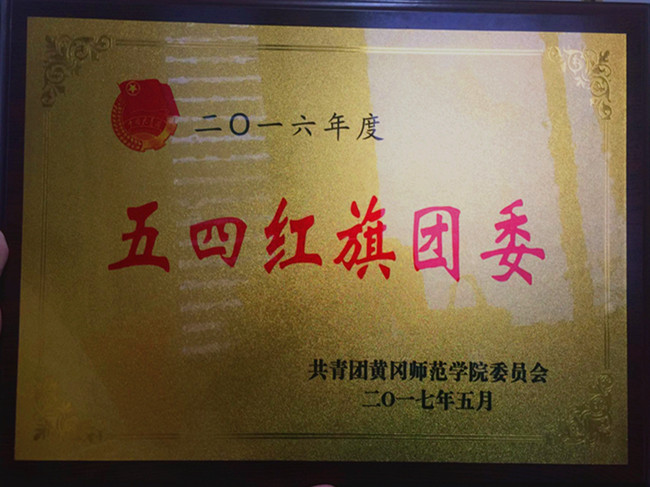 二〇一六年度
五四红旗团委
共青团黄冈师范学院委员会
二〇一七年五月